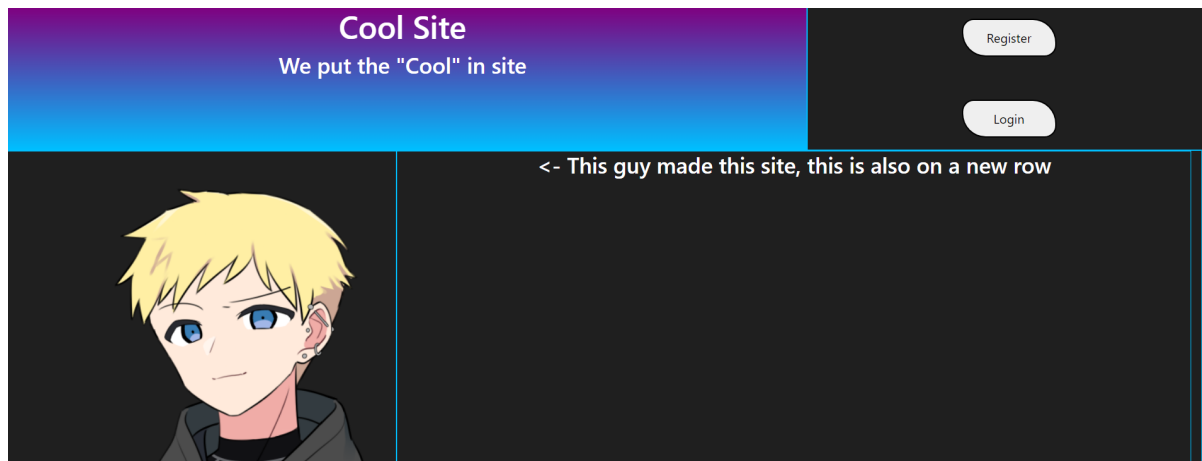 Cool Site
We put the "Cool" in site
Register
Login
<- This guy made this site, this is also on a new row